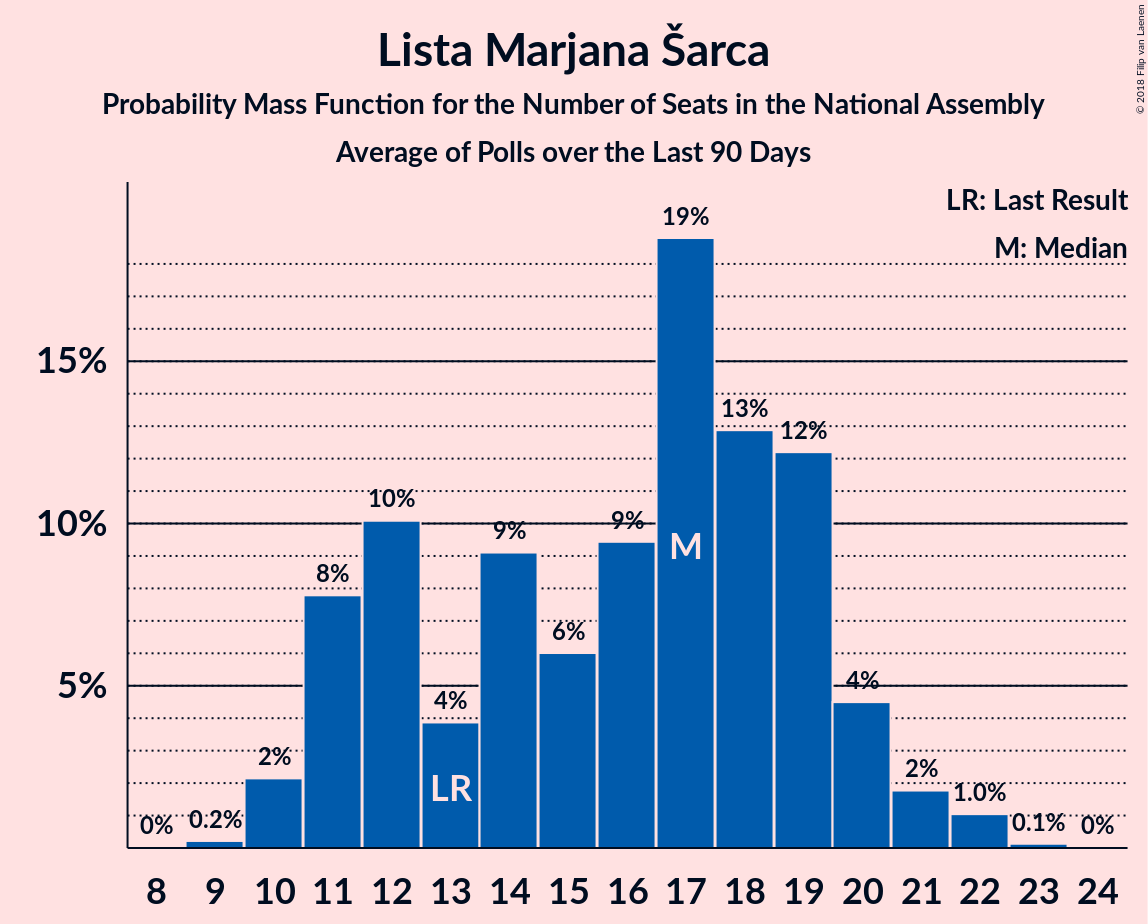 Lista Marjana Šarca
Probability Mass Function for the Number of Seats in the National Assembly
Average of Polls over the Last 90 Days
© 2018 Filip van Laenen
LR: Last Result
M: Median
15%
10%
5%
0%
0.2%
2%
8%
10%
4%
9%
6%
9%
19%
13%
12%
4%
2%
1.0%
0.1%
0%
LR
M
8 9 10 11 12 13 14 15 16 17 18 19 20 21 22 23 24